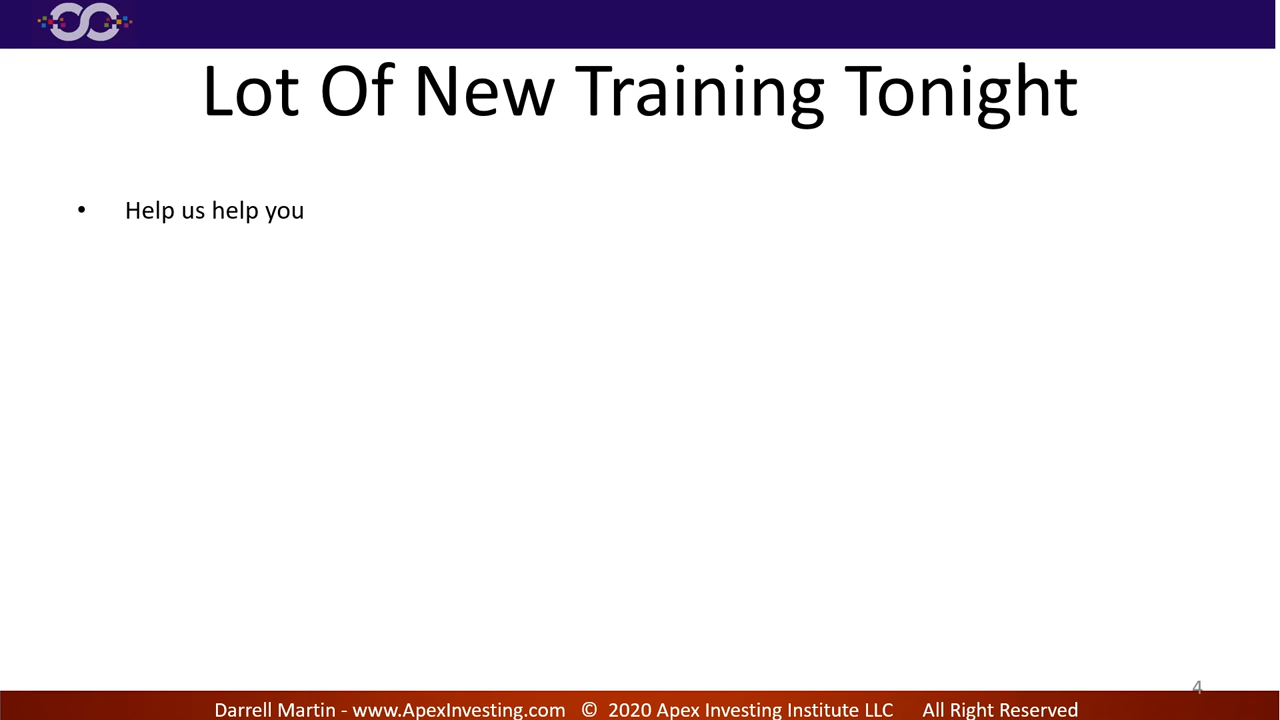 Lot Of New Training Tonight
• Help us help you
4
Darrell Martin - www.ApexInvesting.com © 2020 Apex Investing Institute LLC All Right Reserved